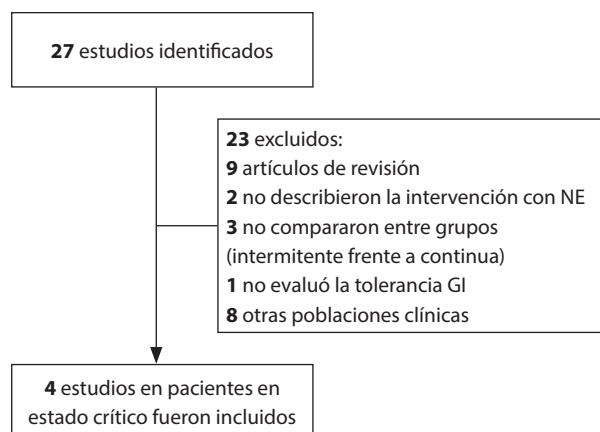 27 estudios identificados
23 excluidos:
9 artículos de revisión
2 no describieron la intervención con NE
3 no compararon entre grupos
(intermitente frente a continua)
1 no evaluó la tolerancia GI
8 otras poblaciones clínicas
4 estudios en pacientes en
estado crítico fueron incluidos